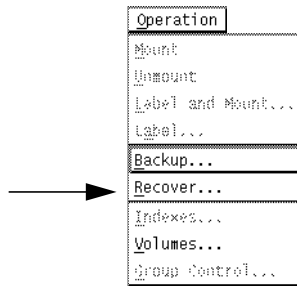 Operation
Mount
Unmount
Label and Mount...
Label...
Backup...
Recover...
Indexes...
Volumes...
Group Control...